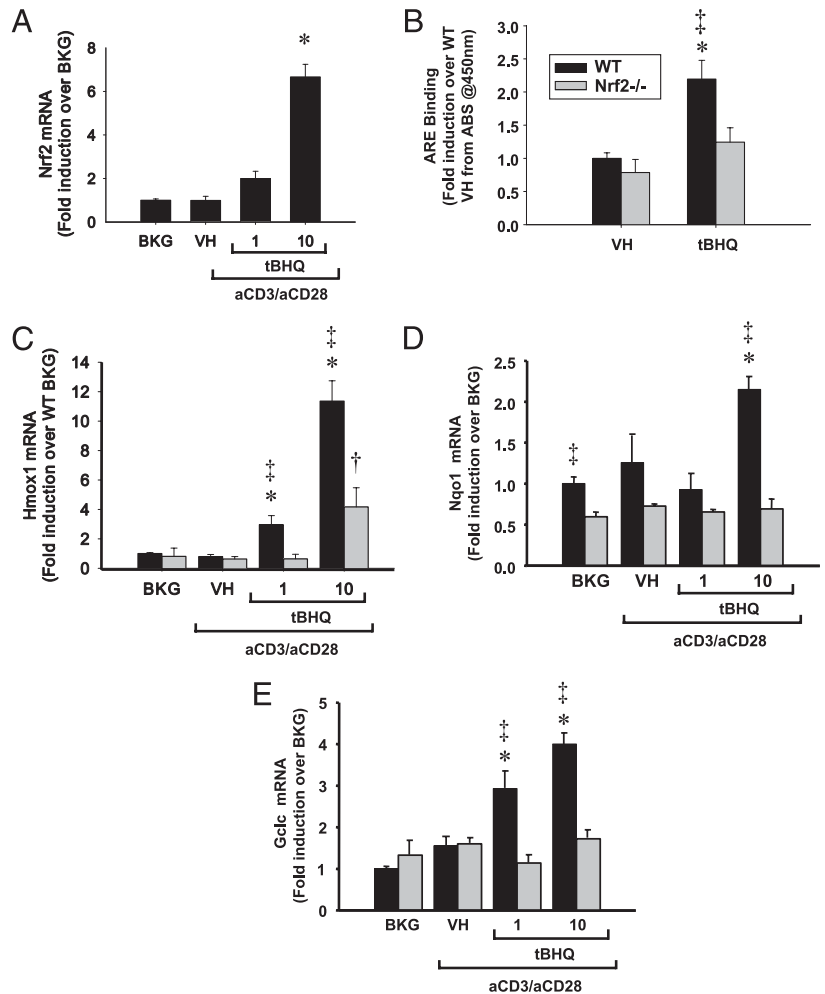 A
Nrf2 mRNA
(Fold induction over BKG)
8
6
4
2
0
*
BKG VH 1 10
tBHQ
aCD3/aCD28
B
ARE Binding
(Fold induction over WT
VH from ABS @450nm)
3.0
2.5
2.0
1.5
1.0
0.5
0.0
WT
Nrf2-/-
‡
*
VH tBHQ
C
Hmox1 mRNA
(Fold induction over WT BKG)
14
12
10
8
6
4
2
0
‡
*
‡
*
†
BKG VH 1 10
tBHQ
aCD3/aCD28
D
Nqo1 mRNA
(Fold induction over BKG)
2.5
2.0
1.5
1.0
0.5
0.0
‡
‡
*
BKG VH 1 10
tBHQ
aCD3/aCD28
E
Gclc mRNA
(Fold induction over BKG)
5
4
3
2
1
0
‡
*
‡
*
BKG VH 1 10
tBHQ
aCD3/aCD28